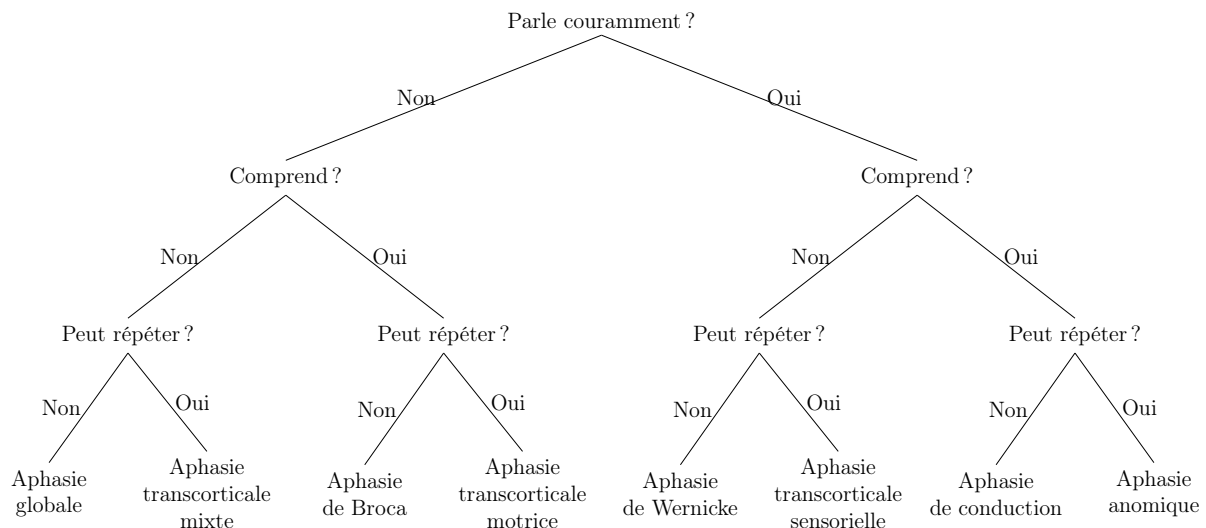 Parle couramment ?
Non
Oui
Comprend ?
Comprend ?
Non
Oui
Non
Oui
Peut répéter ?
Peut répéter ?
Peut répéter ?
Peut répéter ?
Non
Oui
Non
Oui
Non
Oui
Non
Oui
Aphasie
globale
Aphasie
transcorticale
mixte
Aphasie
de Broca
Aphasie
transcorticale
motrice
Aphasie
de Wernicke
Aphasie
transcorticale
sensorielle
Aphasie
de conduction
Aphasie
anomique